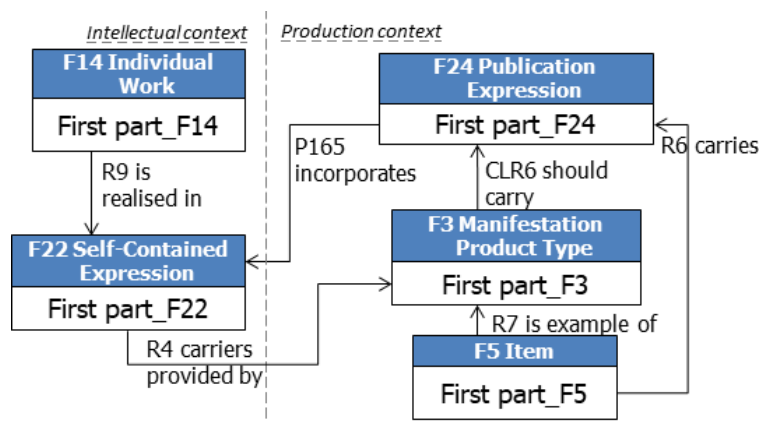 Intellectual context
Production context
F14 Individual
Work
First part_F14
F24 Publication
Expression
First part_F24
R9 is
realised in
P165
incorporates
CLR6 should
carry
R6 carries
F22 Self-Contained
Expression
First part_F22
F3 Manifestation
Product Type
First part_F3
R4 carriers
provided by
R7 is example of
F5 Item
First part_F5